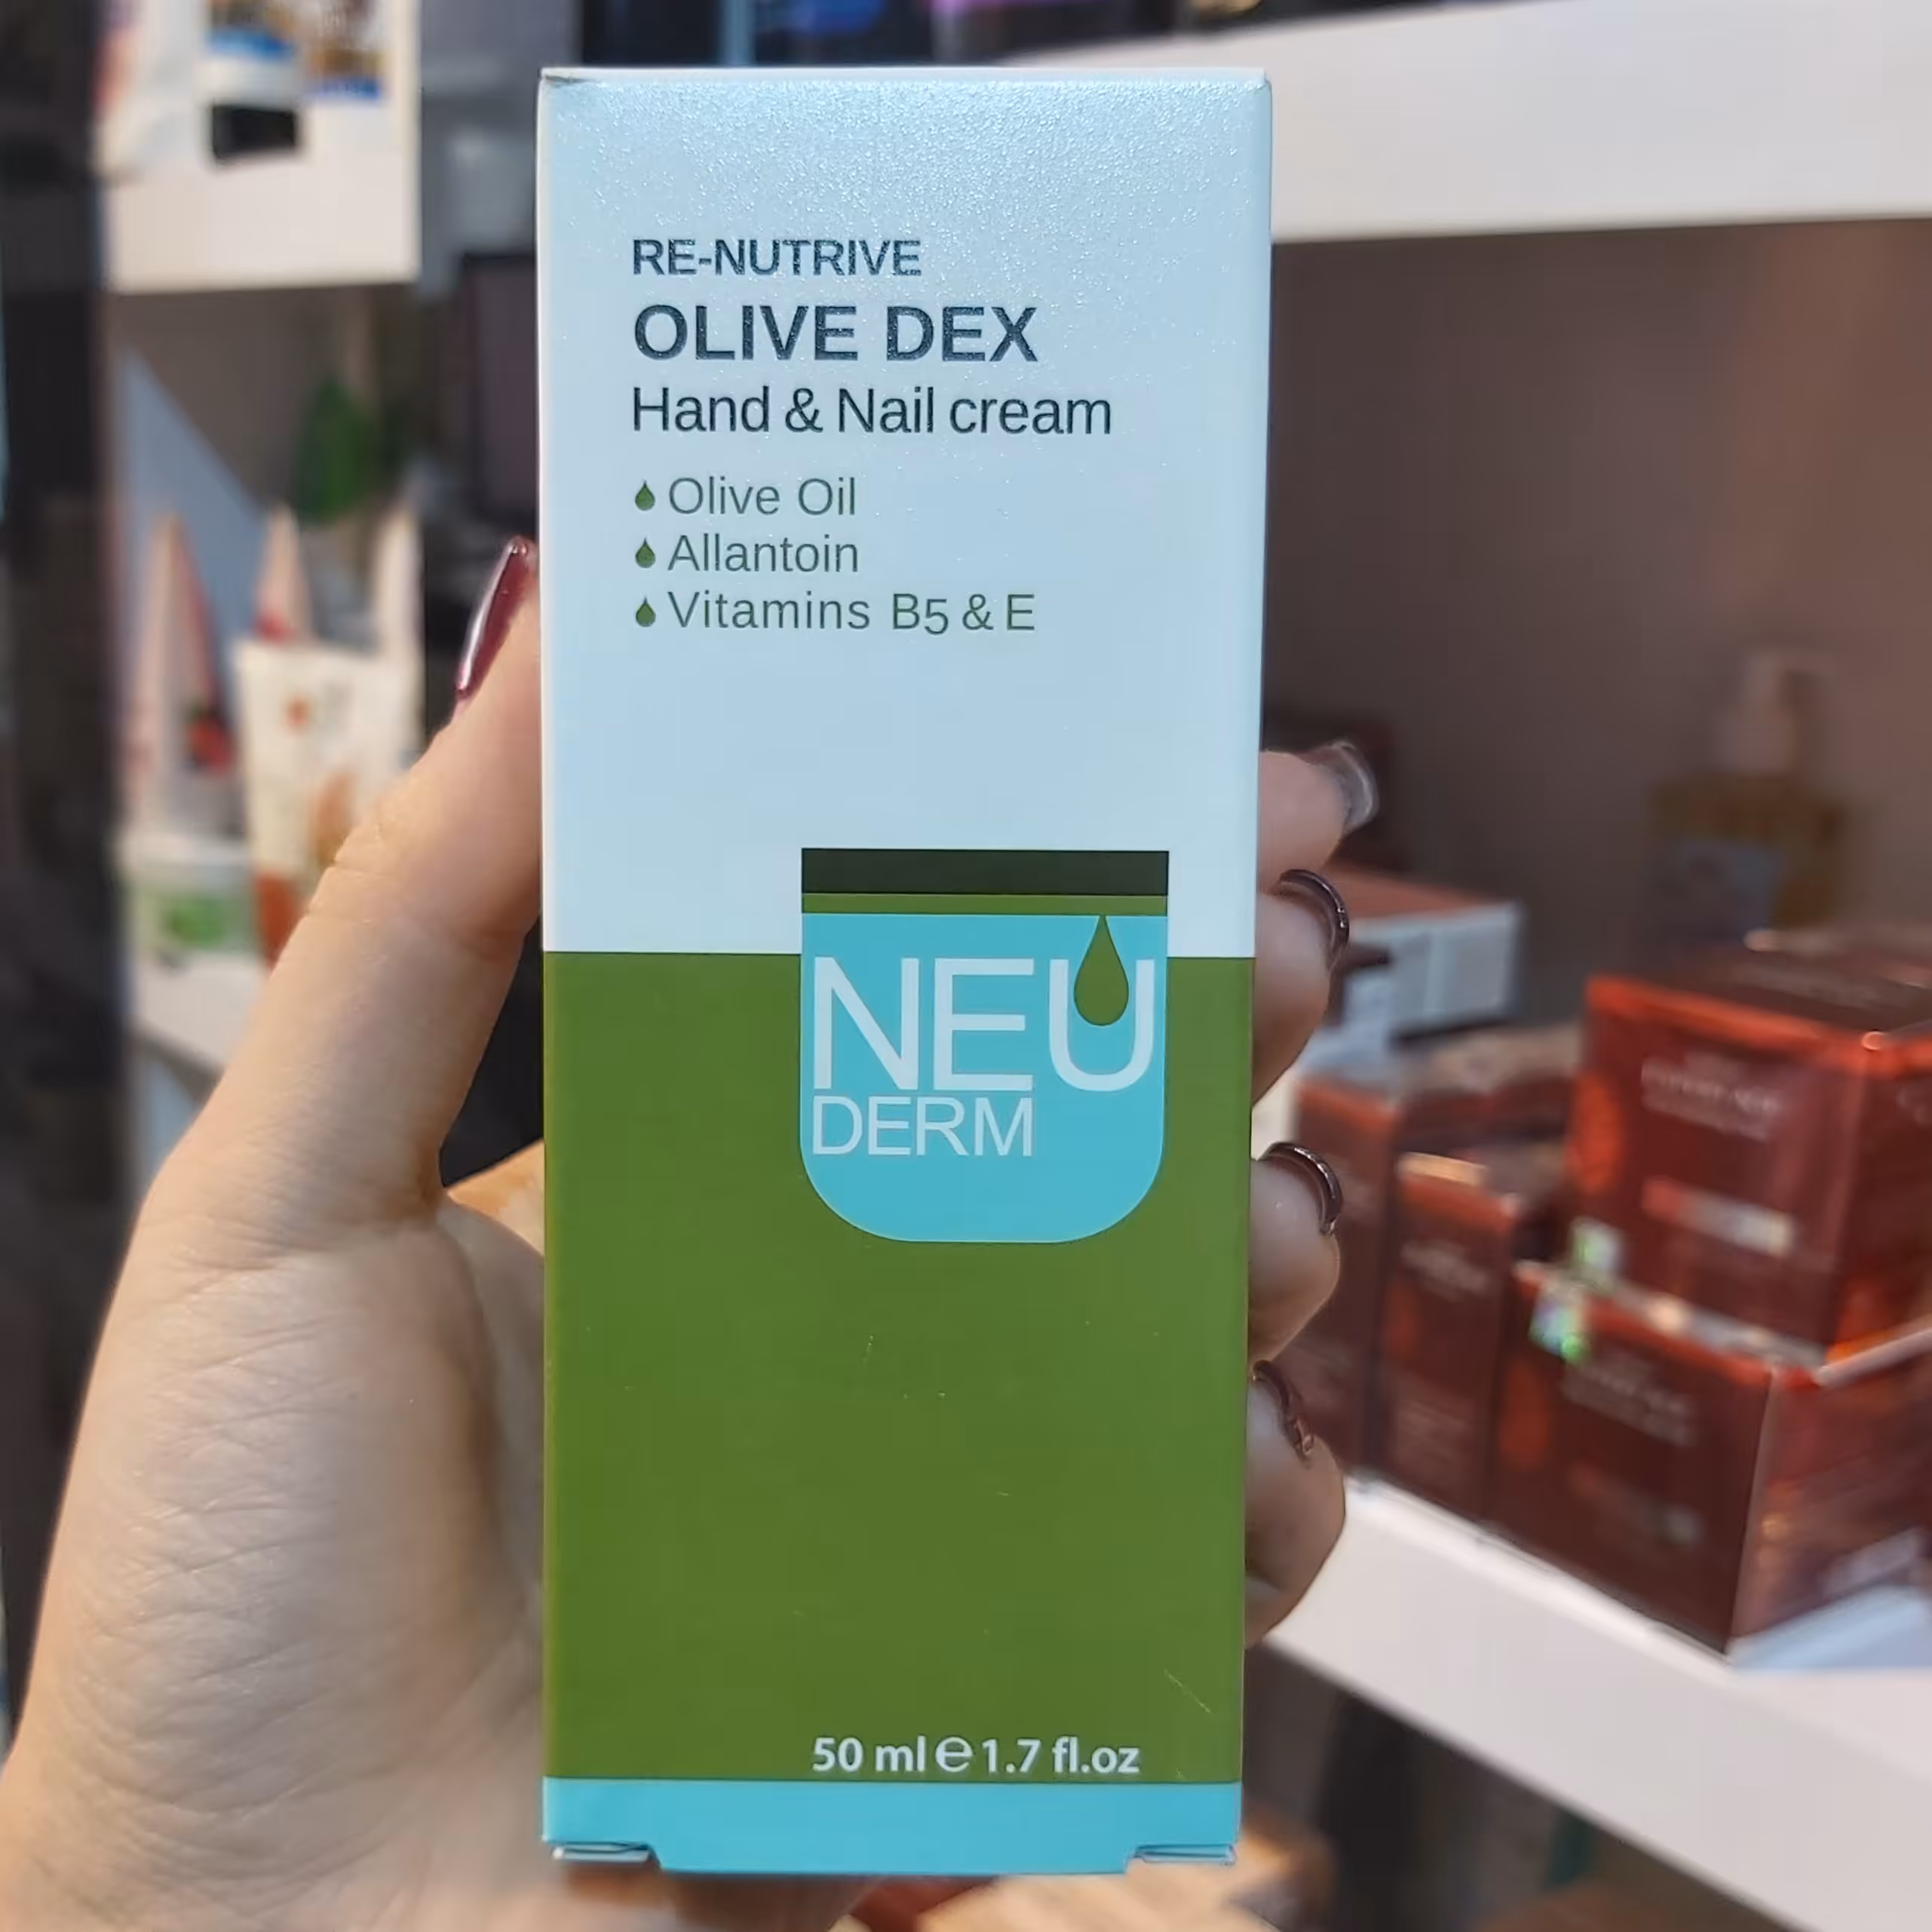 RE-NUTRIVE
OLIVE DEX
Hand & Nail cream
Olive Oil
Allantoin
Vitamins B5 & E
NEU
DERM
50 ml e 1.7 fl.oz